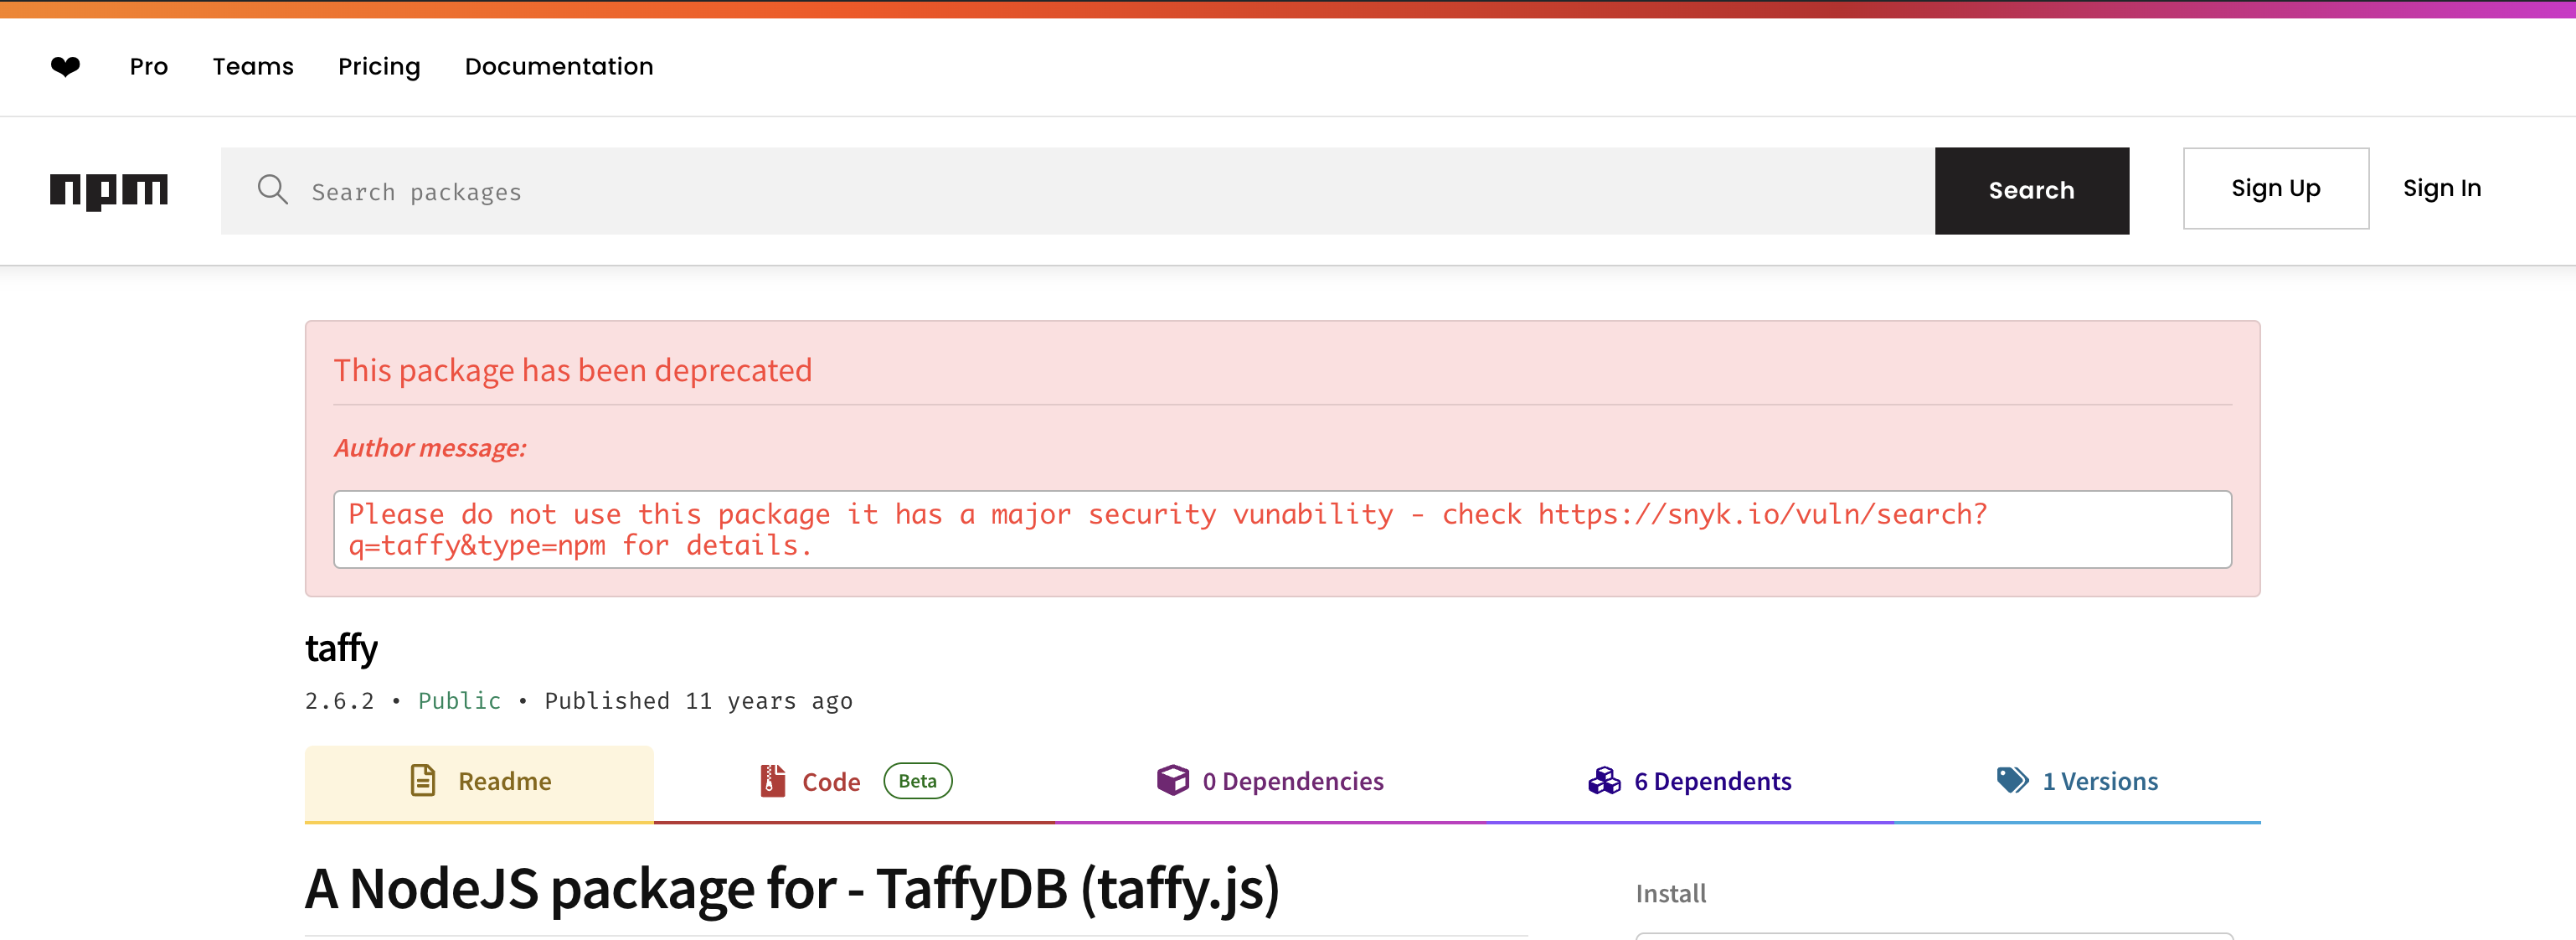 ❤ Pro Teams Pricing Documentation
npm Search packages Search Sign Up Sign In
This package has been deprecated
Author message:
Please do not use this package it has a major security vunability - check https://snyk.io/vuln/search?
q=taffy&type=npm for details.
taffy
2.6.2 • Public • Published 11 years ago
Readme Code Beta 0 Dependencies 6 Dependents 1 Versions
A NodeJS package for - TaffyDB (taffy.js)
Install